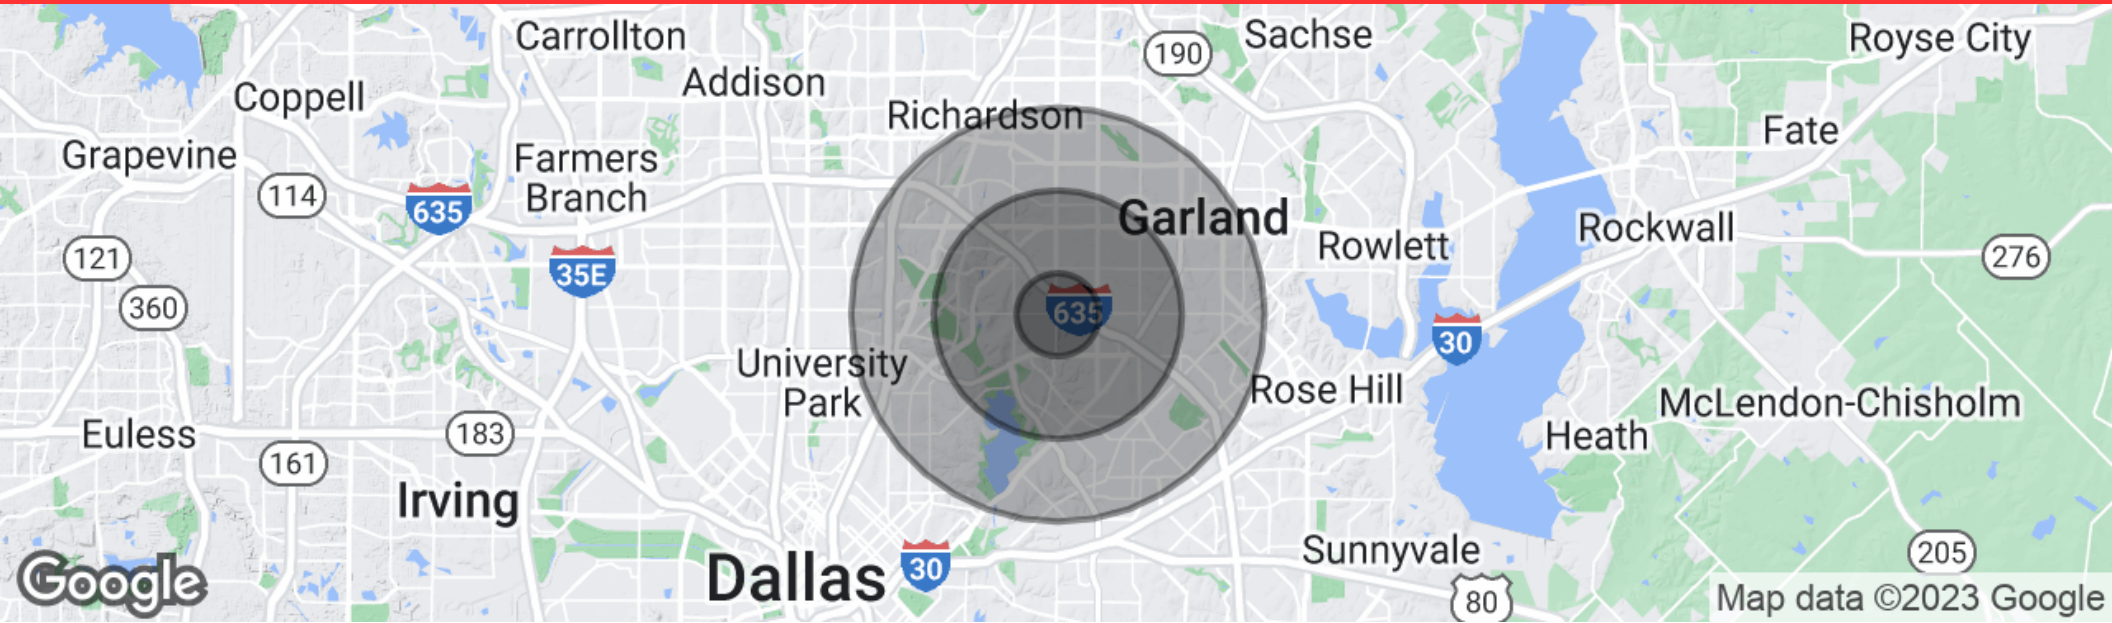 Carrollton
Sachse
190
Royse City
Addison
Coppell
Richardson
Fate
Grapevine
Farmers
Branch
114
635
Garland
Rockwall
Rowlett
121
276
35E
360
635
30
University
Park
Rose Hill
McLendon-Chisholm
Euless
183
Heath
161
Irving
Sunnyvale
205
Dallas
30
Google
80
Map data ©2023 Google